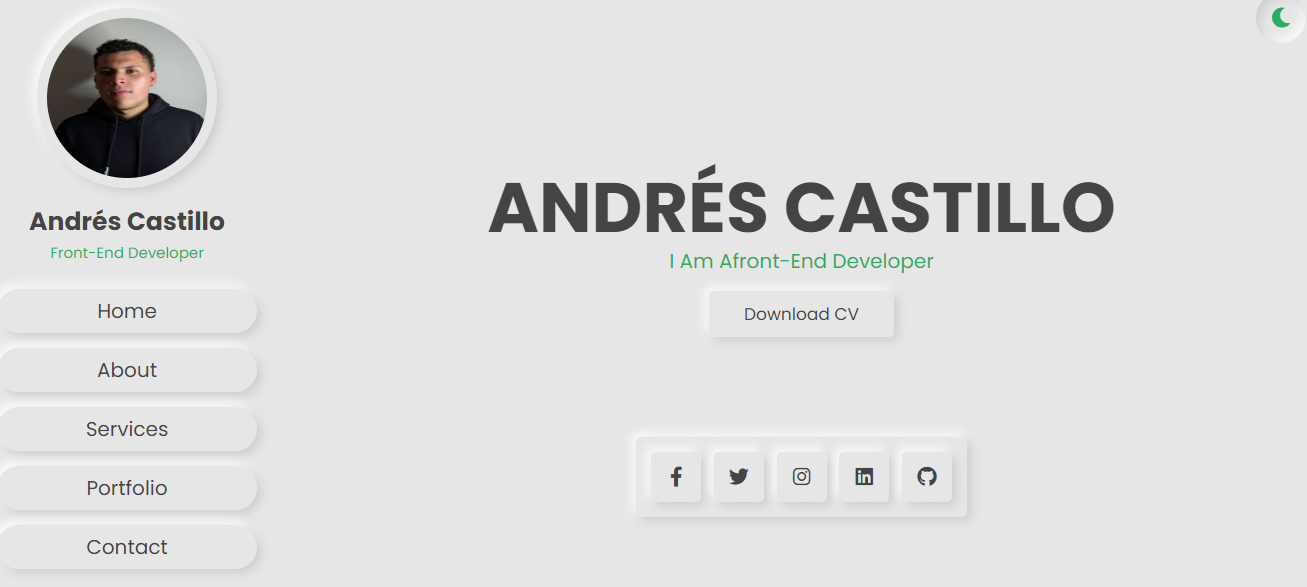 Andrés Castillo
Front-End Developer
Home
About
Services
Portfolio
Contact
ANDRÉS CASTILLO
I Am Afront-End Developer
Download CV